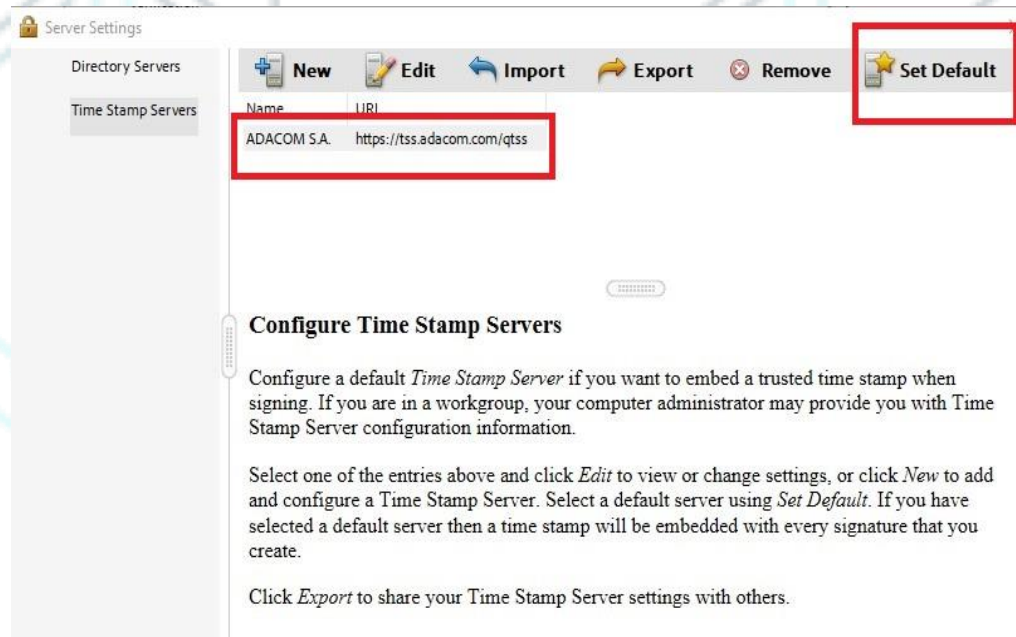 Server Settings
Directory Servers
Time Stamp Servers
New Edit Import Export Remove Set Default
Name URL
ADACOM S.A. https://tss.adacom.com/qtss
Configure Time Stamp Servers
Configure a default Time Stamp Server if you want to embed a trusted time stamp when
signing. If you are in a workgroup, your computer administrator may provide you with Time
Stamp Server configuration information.
Select one of the entries above and click Edit to view or change settings, or click New to add
and configure a Time Stamp Server. Select a default server using Set Default. If you have
selected a default server then a time stamp will be embedded with every signature that you
create.
Click Export to share your Time Stamp Server settings with others.